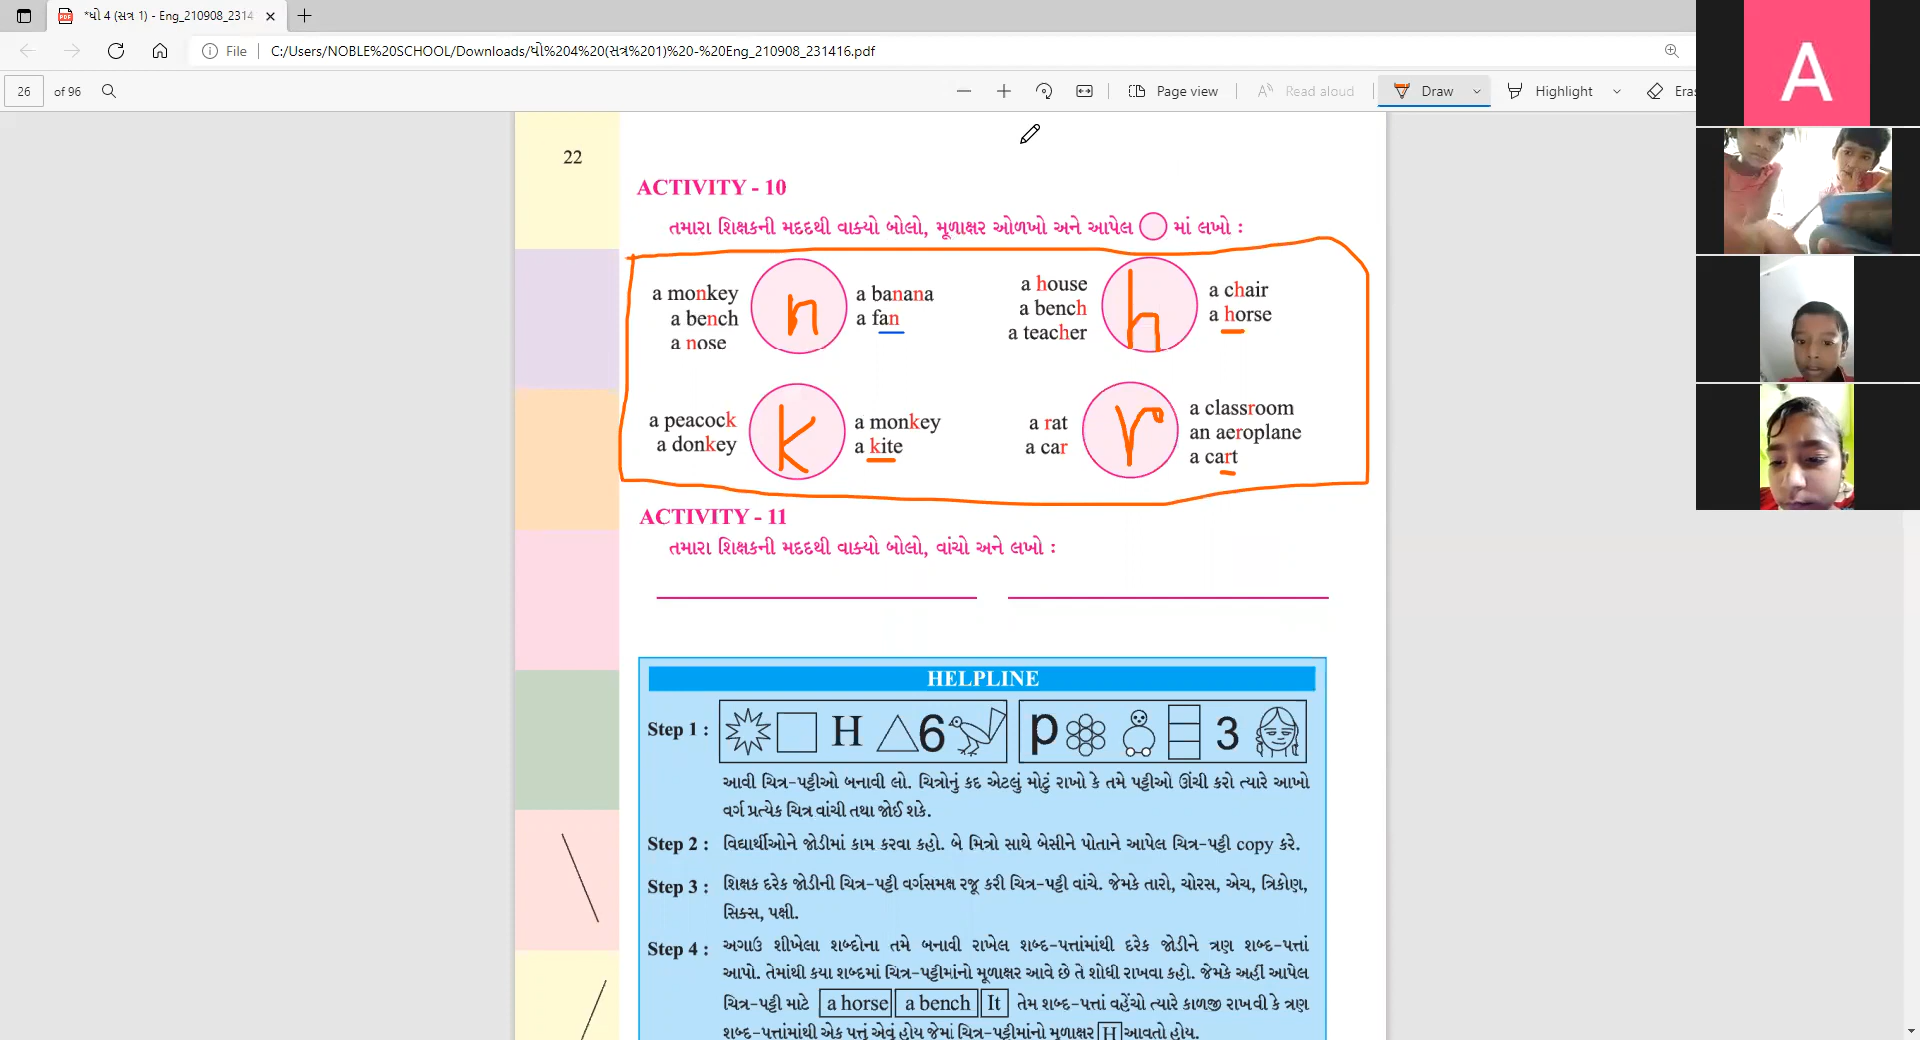 *ધો 4 (સત્ર 1) - Eng_210908_2314
File
C:/Users/NOBLE%20SCHOOL/Downloads/ધો%204%20(સત્ર%201)%20-%20Eng_210908_231416.pdf
26 of 96
Page view
Read aloud
Draw
Highlight
Eras
A
22
ACTIVITY - 10
તમારા શિક્ષકની મદદથી વાક્યો બોલો, મૂળાક્ષર ઓળખો અને આપેલ માં લખો :
a monkey
a bench
a nose
n
a banana
a fan
a house
a bench
a teacher
h
a chair
a horse
a peacock
a donkey
k
a monkey
a kite
a rat
a car
r
a classroom
an aeroplane
a cart
ACTIVITY - 11
તમારા શિક્ષકની મદદથી વાક્યો બોલો, વાંચો અને લખો :
HELPLINE
Step 1 :
H 6
p 3
આવી ચિત્ર-પટ્ટીઓ બનાવી લો. ચિત્રોનું કદ એટલું મોટું રાખો કે તમે પટ્ટીઓ ઊંચી કરો ત્યારે આખો
વર્ગ પ્રત્યેક ચિત્ર વાંચી તથા જોઈ શકે.
Step 2 : વિદ્યાર્થીઓને જોડીમાં કામ કરવા કહો. બે મિત્રો સાથે બેસીને પોતાને આપેલ ચિત્ર-પટ્ટી copy કરે.
Step 3 : શિક્ષક દરેક જોડીની ચિત્ર-પટ્ટી વર્ગસમક્ષ રજૂ કરી ચિત્ર-પટ્ટી વાંચે. જેમકે તારો, ચોરસ, એચ, ત્રિકોણ,
સિક્સ, પક્ષી.
Step 4 : અગાઉ શીખેલા શબ્દોના તમે બનાવી રાખેલ શબ્દ-પત્તાંમાંથી દરેક જોડીને ત્રણ શબ્દ-પત્તાં
આપો. તેમાંથી કયા શબ્દમાં ચિત્ર-પટ્ટીમાંનો મૂળાક્ષર આવે છે તે શોધી રાખવા કહો. જેમકે અહીં આપેલ
ચિત્ર-પટ્ટી માટે a horse a bench It તેમ શબ્દ-પત્તાં વહેંચો ત્યારે કાળજી રાખવી કે ત્રણ
શબ્દ-પત્તાંમાંથી એક પત્તું એવું હોય જેમાં ચિત્ર-પટ્ટીમાંનો મૂળાક્ષર H આવતો હોય.